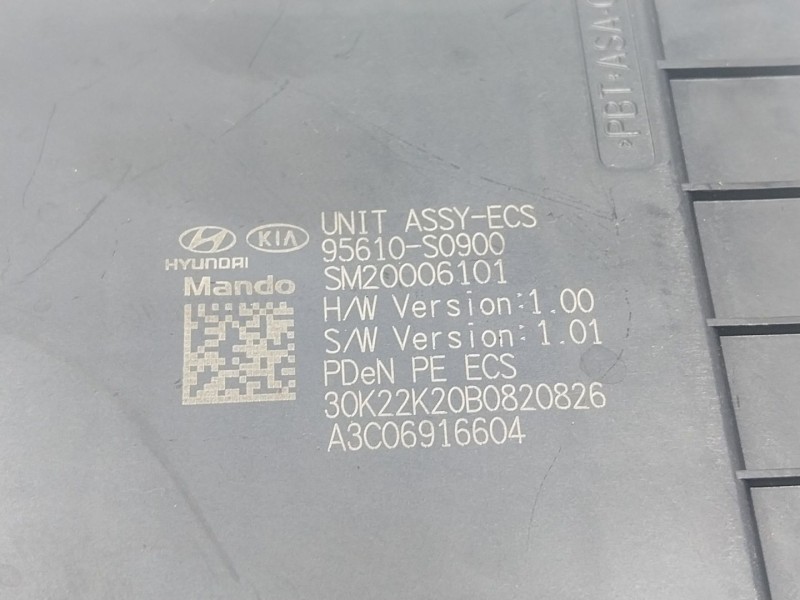 >PBT+ASA-
HYUNDAI
KIA
Mando
UNIT ASSY-ECS
95610-S0900
SM20006101
H/W Version:1.00
S/W Version:1.01
PDeN PE ECS
30K22K20B0820826
A3C06916604